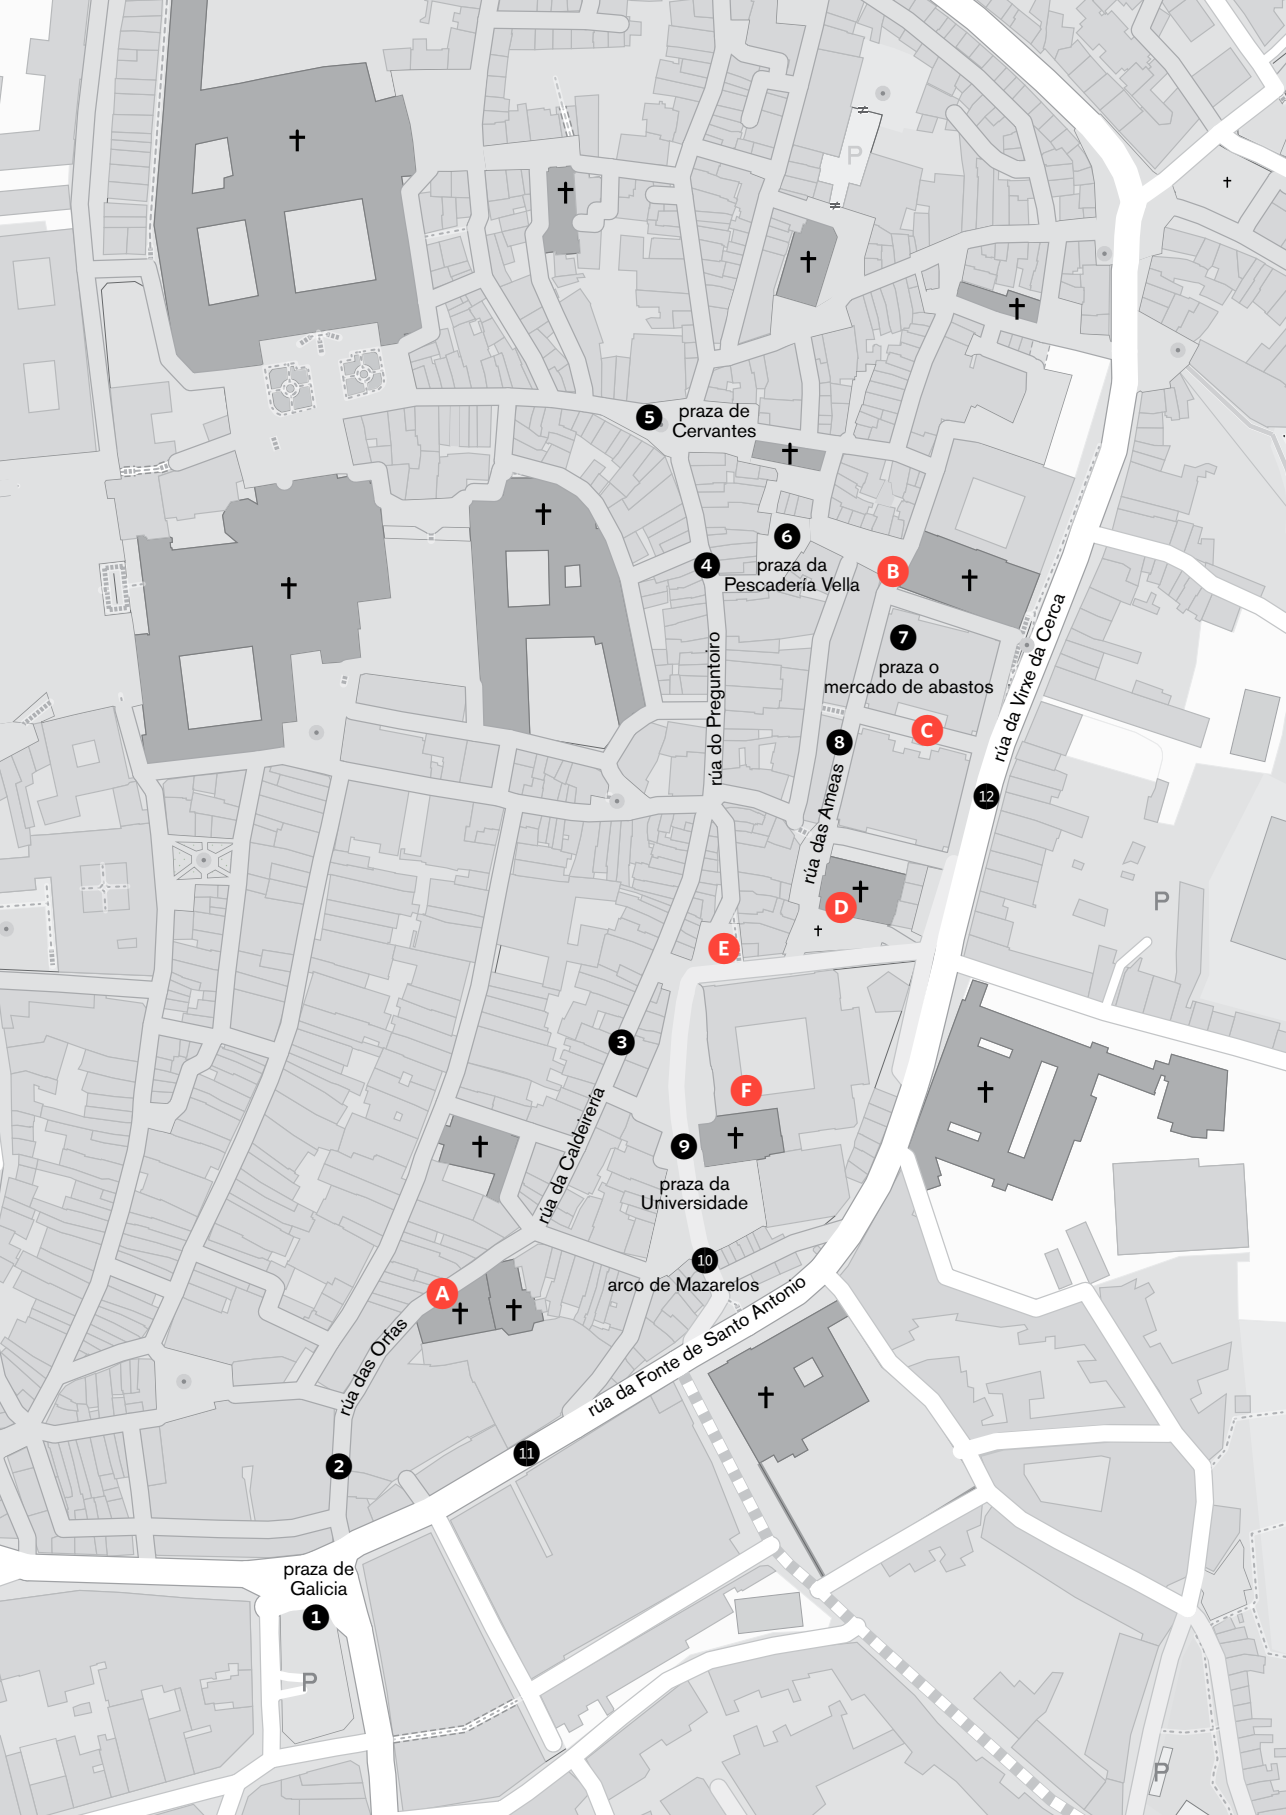 P
5
praza de
Cervantes
6
praza da
Pescadería Vella
4
B
7
praza o
mercado de abastos
rúa da Virxe da Cerca
rúa do Preguntoiro
C
8
12
rúa das Ameas
P
D
E
3
F
rúa da Caldeirería
9
praza da
Universidade
10
arco de Mazarelos
A
rúa das Orfas
rúa da Fonte de Santo Antonio
11
2
praza de
Galicia
1
P
P